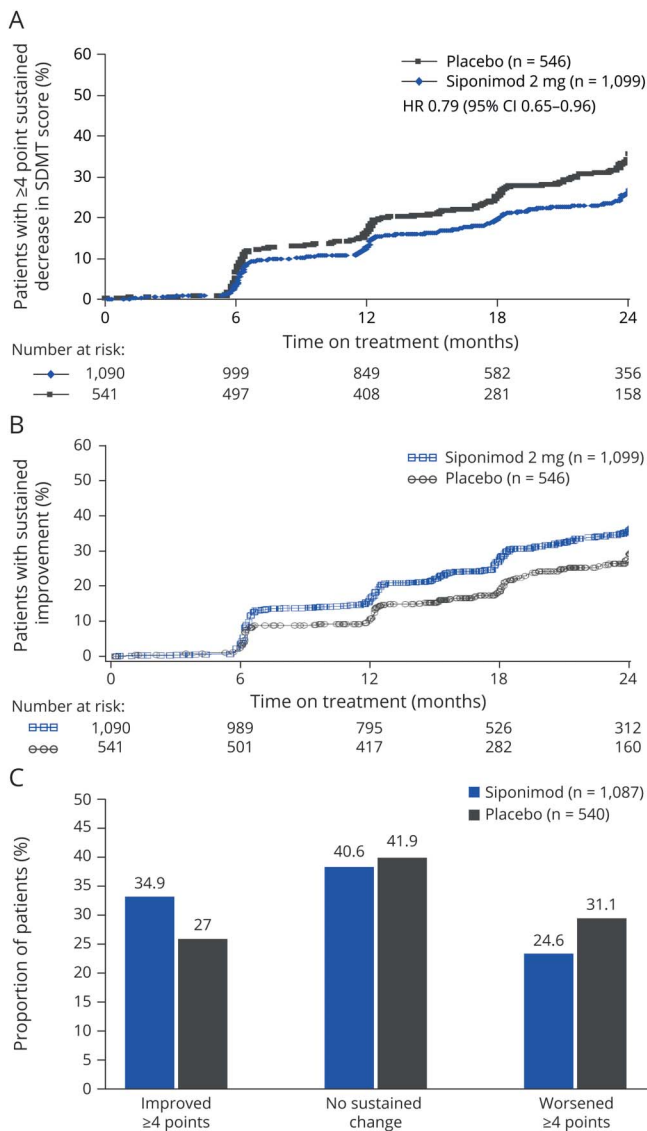 A
Patients with ≥4 point sustained
decrease in SDMT score (%)
60
50
40
30
20
10
0
Placebo (n = 546)
Siponimod 2 mg (n = 1,099)
HR 0.79 (95% CI 0.65–0.96)
0 6 12 18 24
Time on treatment (months)
Number at risk:
1,090 999 849 582 356
541 497 408 281 158
B
Patients with sustained
improvement (%)
60
50
40
30
20
10
0
Siponimod 2 mg (n = 1,099)
Placebo (n = 546)
0 6 12 18 24
Time on treatment (months)
Number at risk:
1,090 989 795 526 312
541 501 417 282 160
C
Proportion of patients (%)
50
45
40
35
30
25
20
15
10
5
0
Siponimod (n = 1,087)
Placebo (n = 540)
34.9 27 40.6 41.9 24.6 31.1
Improved
≥4 points
No sustained
change
Worsened
≥4 points